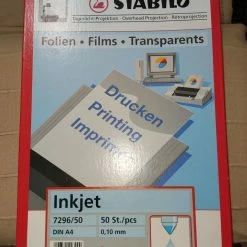 STABILO
Tageslicht-Projektion • Overhead-Projection • Rétroprojection
Folien • Films • Transparents
Drucken
Printing
Imprimer
Inkjet
7296/50 50 St./pcs
DIN A4 0,10 mm